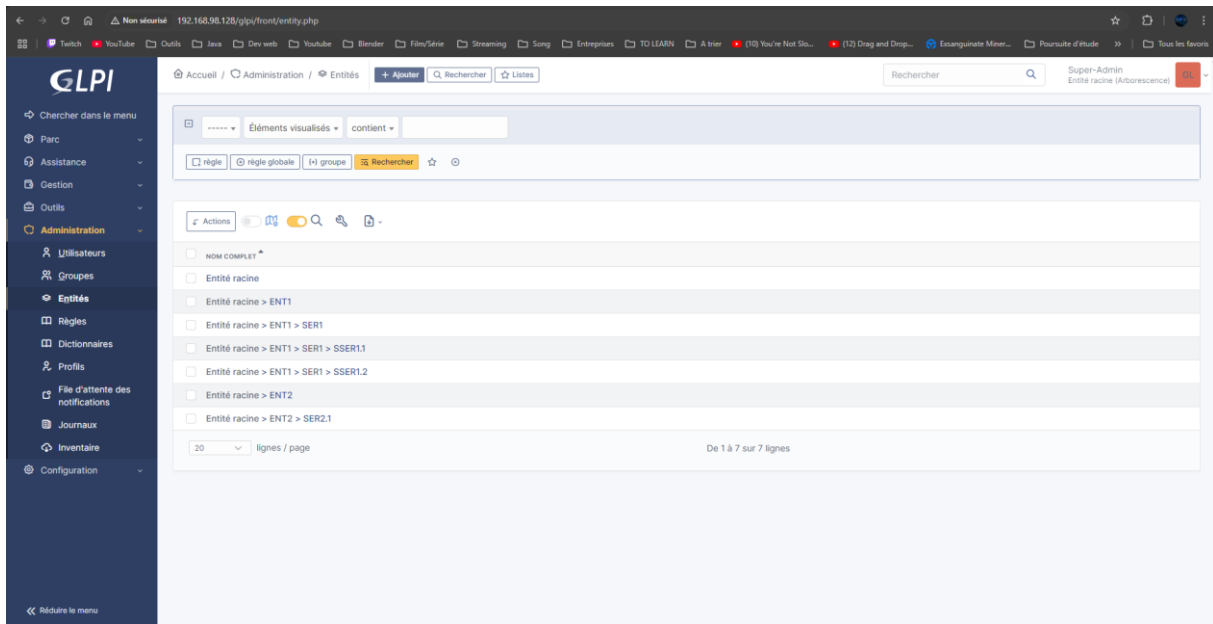 Non sécurisé 192.168.98.128/glpi/front/entity.php
Twitch YouTube Outils Java Dev web Youtube Blender Film/Série Streaming Song Entreprises TO LEARN A trier (10) You're Not Slo... (12) Drag and Drop... Exsanguinate Miner... Poursuite d'étude Tous les favoris
GLPI
Accueil / Administration / Entités + Ajouter Rechercher Listes
Rechercher
Super-Admin
Entité racine (Arborescence)
GL
Chercher dans le menu
Parc
Assistance
Gestion
Outils
Administration
Utilisateurs
Groupes
Entités
Règles
Dictionnaires
Profils
File d'attente des
notifications
Journaux
Inventaire
Configuration
Réduire le menu
----- Éléments visualisés contient
règle règle globale (+) groupe Rechercher
Actions
NOM COMPLET
Entité racine
Entité racine > ENT1
Entité racine > ENT1 > SER1
Entité racine > ENT1 > SER1 > SSER1.1
Entité racine > ENT1 > SER1 > SSER1.2
Entité racine > ENT2
Entité racine > ENT2 > SER2.1
20 lignes / page De 1 à 7 sur 7 lignes